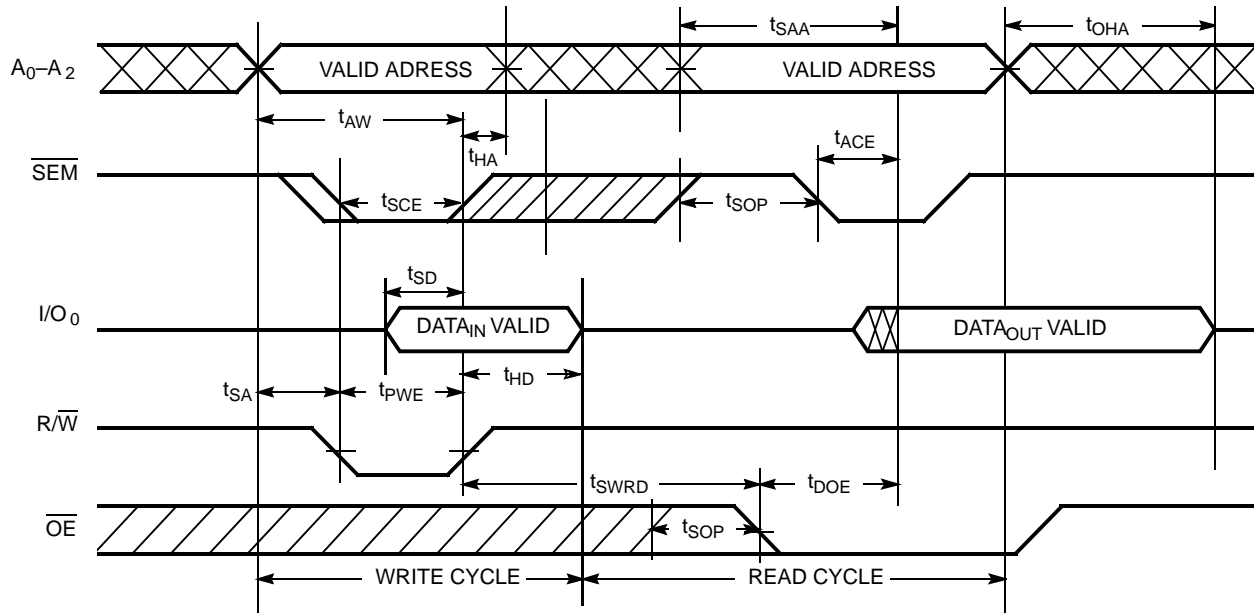 tSAA
tOHA
A0–A2
VALID ADRESS
VALID ADRESS
tAW
tHA
tACE
SEM
tSCE
tSOP
tSD
I/O0
DATAIN VALID
DATAOUT VALID
tSA
tPWE
tHD
R/W
tSWRD
tDOE
OE
tSOP
WRITE CYCLE
READ CYCLE